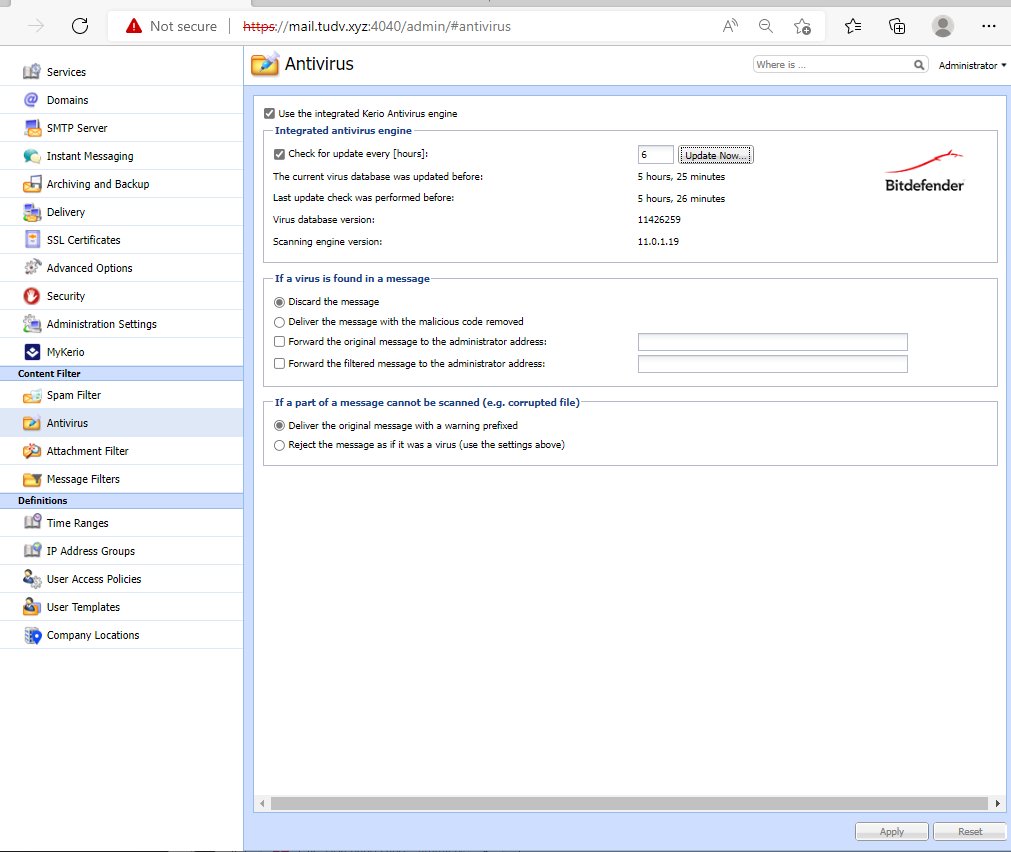 Not secure | https://mail.tudv.xyz:4040/admin/#antivirus
Services
Domains
SMTP Server
Instant Messaging
Archiving and Backup
Delivery
SSL Certificates
Advanced Options
Security
Administration Settings
MyKerio
Content Filter
Spam Filter
Antivirus
Attachment Filter
Message Filters
Definitions
Time Ranges
IP Address Groups
User Access Policies
User Templates
Company Locations
Antivirus
Where is ...
Administrator
Use the integrated Kerio Antivirus engine
Integrated antivirus engine
Check for update every [hours]: 6 Update Now...
The current virus database was updated before: 5 hours, 25 minutes
Last update check was performed before: 5 hours, 26 minutes
Virus database version: 11426259
Scanning engine version: 11.0.1.19
Bitdefender
If a virus is found in a message
Discard the message
Deliver the message with the malicious code removed
Forward the original message to the administrator address:
Forward the filtered message to the administrator address:
If a part of a message cannot be scanned (e.g. corrupted file)
Deliver the original message with a warning prefixed
Reject the message as if it was a virus (use the settings above)
Apply Reset